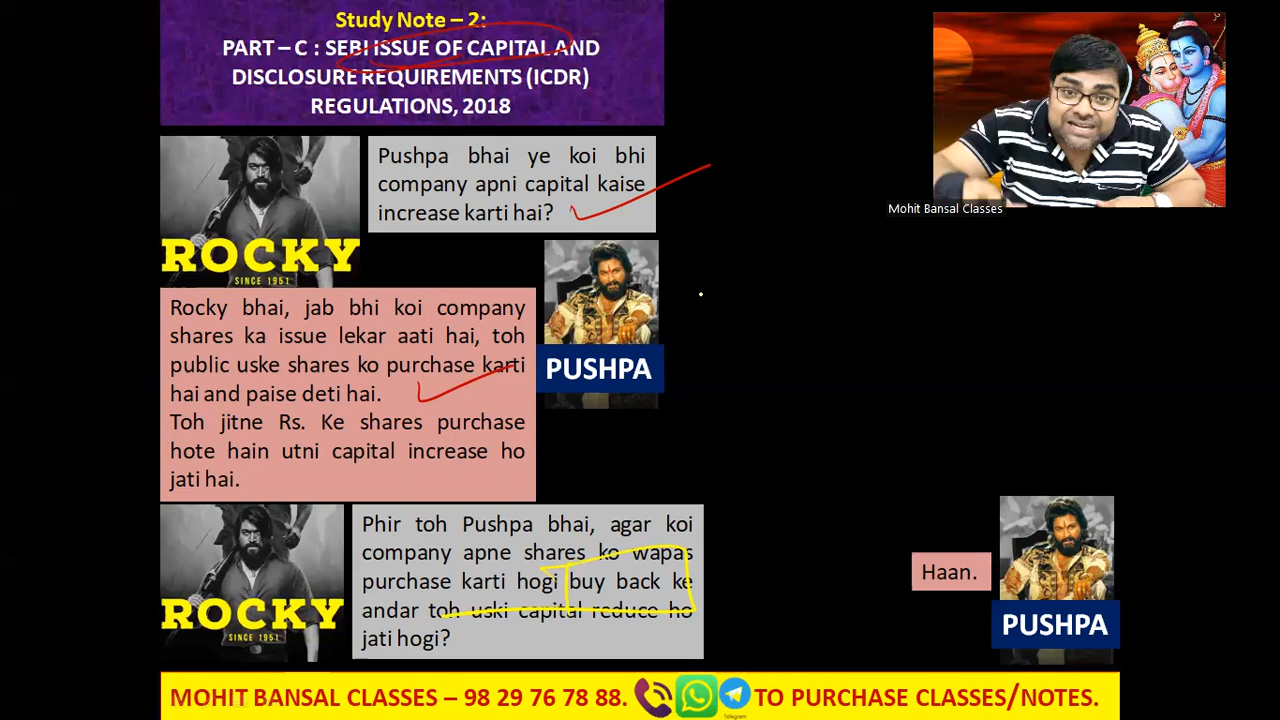 Study Note – 2:
PART – C : SEBI ISSUE OF CAPITAL AND
DISCLOSURE REQUIREMENTS (ICDR)
REGULATIONS, 2018
Pushpa bhai ye koi bhi
company apni capital kaise
increase karti hai?
ROCKY
SINCE 1951
Mohit Bansal Classes
Rocky bhai, jab bhi koi company
shares ka issue lekar aati hai, toh
public uske shares ko purchase karti
hai and paise deti hai.
Toh jitne Rs. Ke shares purchase
hote hain utni capital increase ho
jati hai.
PUSHPA
Phir toh Pushpa bhai, agar koi
company apne shares ko wapas
purchase karti hogi buy back ke
andar toh uski capital reduce ho
jati hogi?
ROCKY
SINCE 1951
Haan.
PUSHPA
MOHIT BANSAL CLASSES – 98 29 76 78 88.
Telegram
TO PURCHASE CLASSES/NOTES.